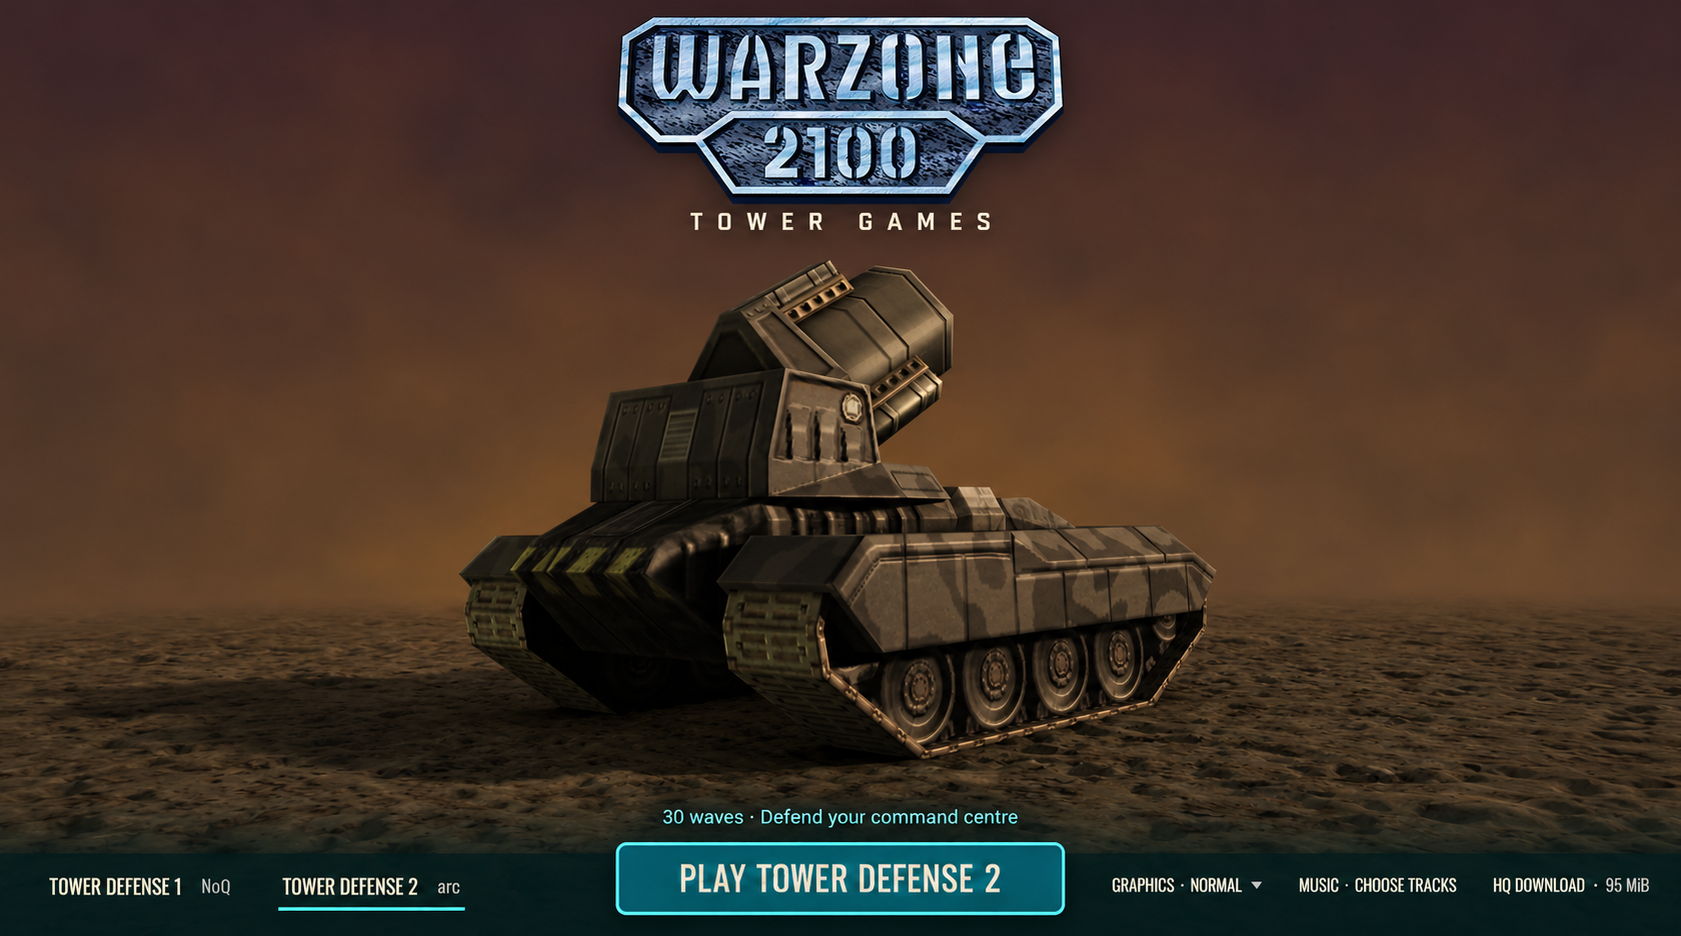 WARZONE
2100
TOWER GAMES
30 waves · Defend your command centre
TOWER DEFENSE 1 NoQ
TOWER DEFENSE 2 arc
PLAY TOWER DEFENSE 2
GRAPHICS · NORMAL
MUSIC · CHOOSE TRACKS
HQ DOWNLOAD · 95 MiB